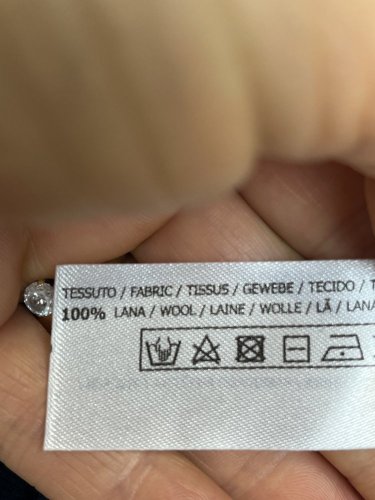 TESSUTO / FABRIC / TISSUS / GEWEBE / TECIDO /
100% LANA / WOOL / LAINE / WOLLE / LÃ / LANA